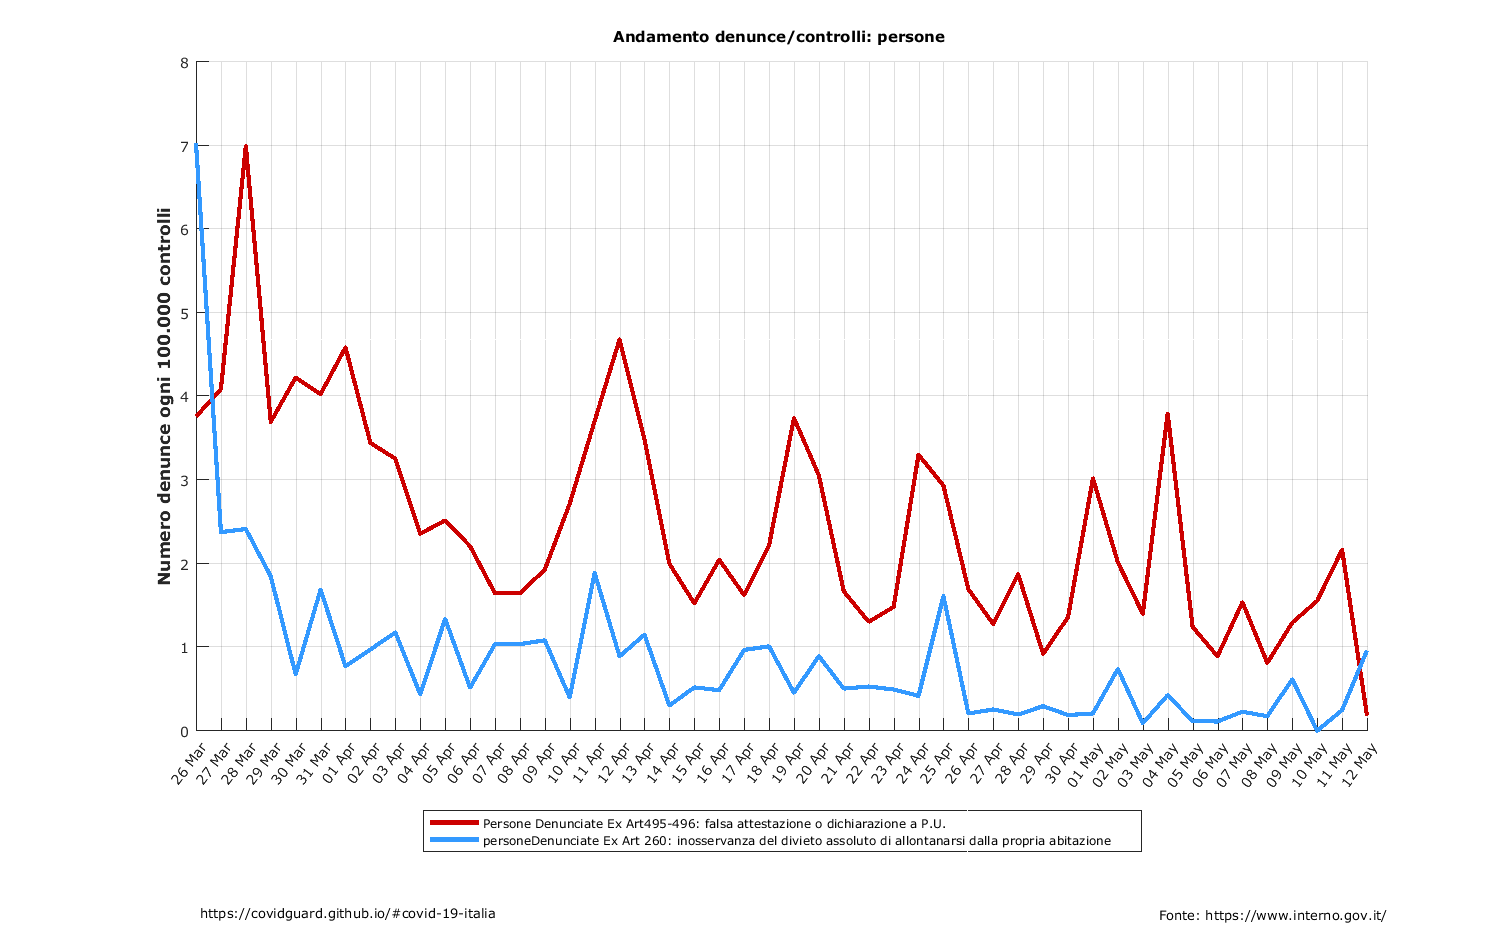 Andamento denunce/controlli: persone
Numero denunce ogni 100.000 controlli
8
7
6
5
4
3
2
1
0
26 Mar
27 Mar
28 Mar
29 Mar
30 Mar
31 Mar
01 Apr
02 Apr
03 Apr
04 Apr
05 Apr
06 Apr
07 Apr
08 Apr
09 Apr
10 Apr
11 Apr
12 Apr
13 Apr
14 Apr
15 Apr
16 Apr
17 Apr
18 Apr
19 Apr
20 Apr
21 Apr
22 Apr
23 Apr
24 Apr
25 Apr
26 Apr
27 Apr
28 Apr
29 Apr
30 Apr
01 May
02 May
03 May
04 May
05 May
06 May
07 May
08 May
09 May
10 May
11 May
12 May
Persone Denunciate Ex Art495-496: falsa attestazione o dichiarazione a P.U.
personeDenunciate Ex Art 260: inosservanza del divieto assoluto di allontanarsi dalla propria abitazione
https://covidguard.github.io/#covid-19-italia
Fonte: https://www.interno.gov.it/